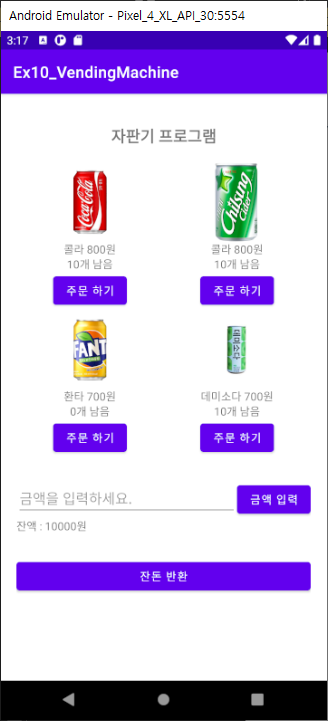 Android Emulator - Pixel_4_XL_API_30:5554
3:17
Ex10_VendingMachine
자판기 프로그램
Coca-Cola
Chilsung Cider
콜라 800원
콜라 800원
10개 남음
10개 남음
주문 하기
주문 하기
FANT
데미소다
환타 700원
데미소다 700원
0개 남음
10개 남음
주문 하기
주문 하기
금액을 입력하세요.
금액 입력
잔액 : 10000원
잔돈 반환